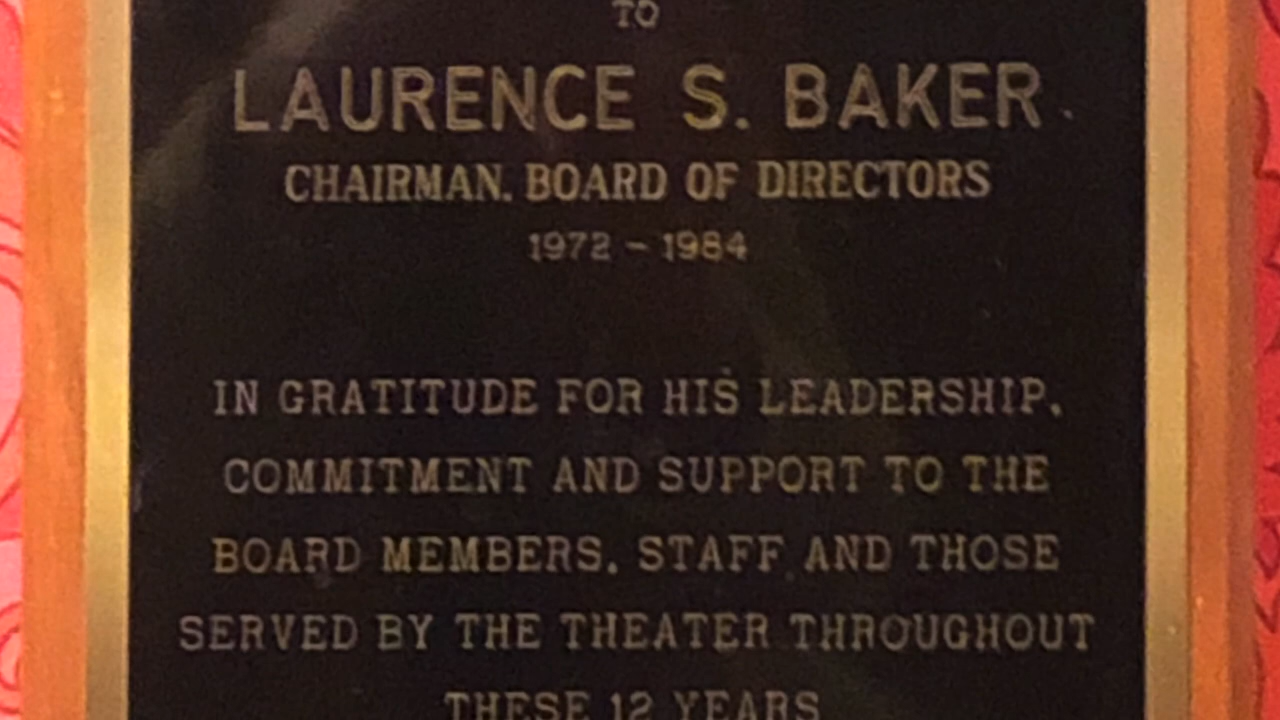 TO
LAURENCE S. BAKER
CHAIRMAN, BOARD OF DIRECTORS
1972 - 1984
IN GRATITUDE FOR HIS LEADERSHIP,
COMMITMENT AND SUPPORT TO THE
BOARD MEMBERS, STAFF AND THOSE
SERVED BY THE THEATER THROUGHOUT
THESE 12 YEARS